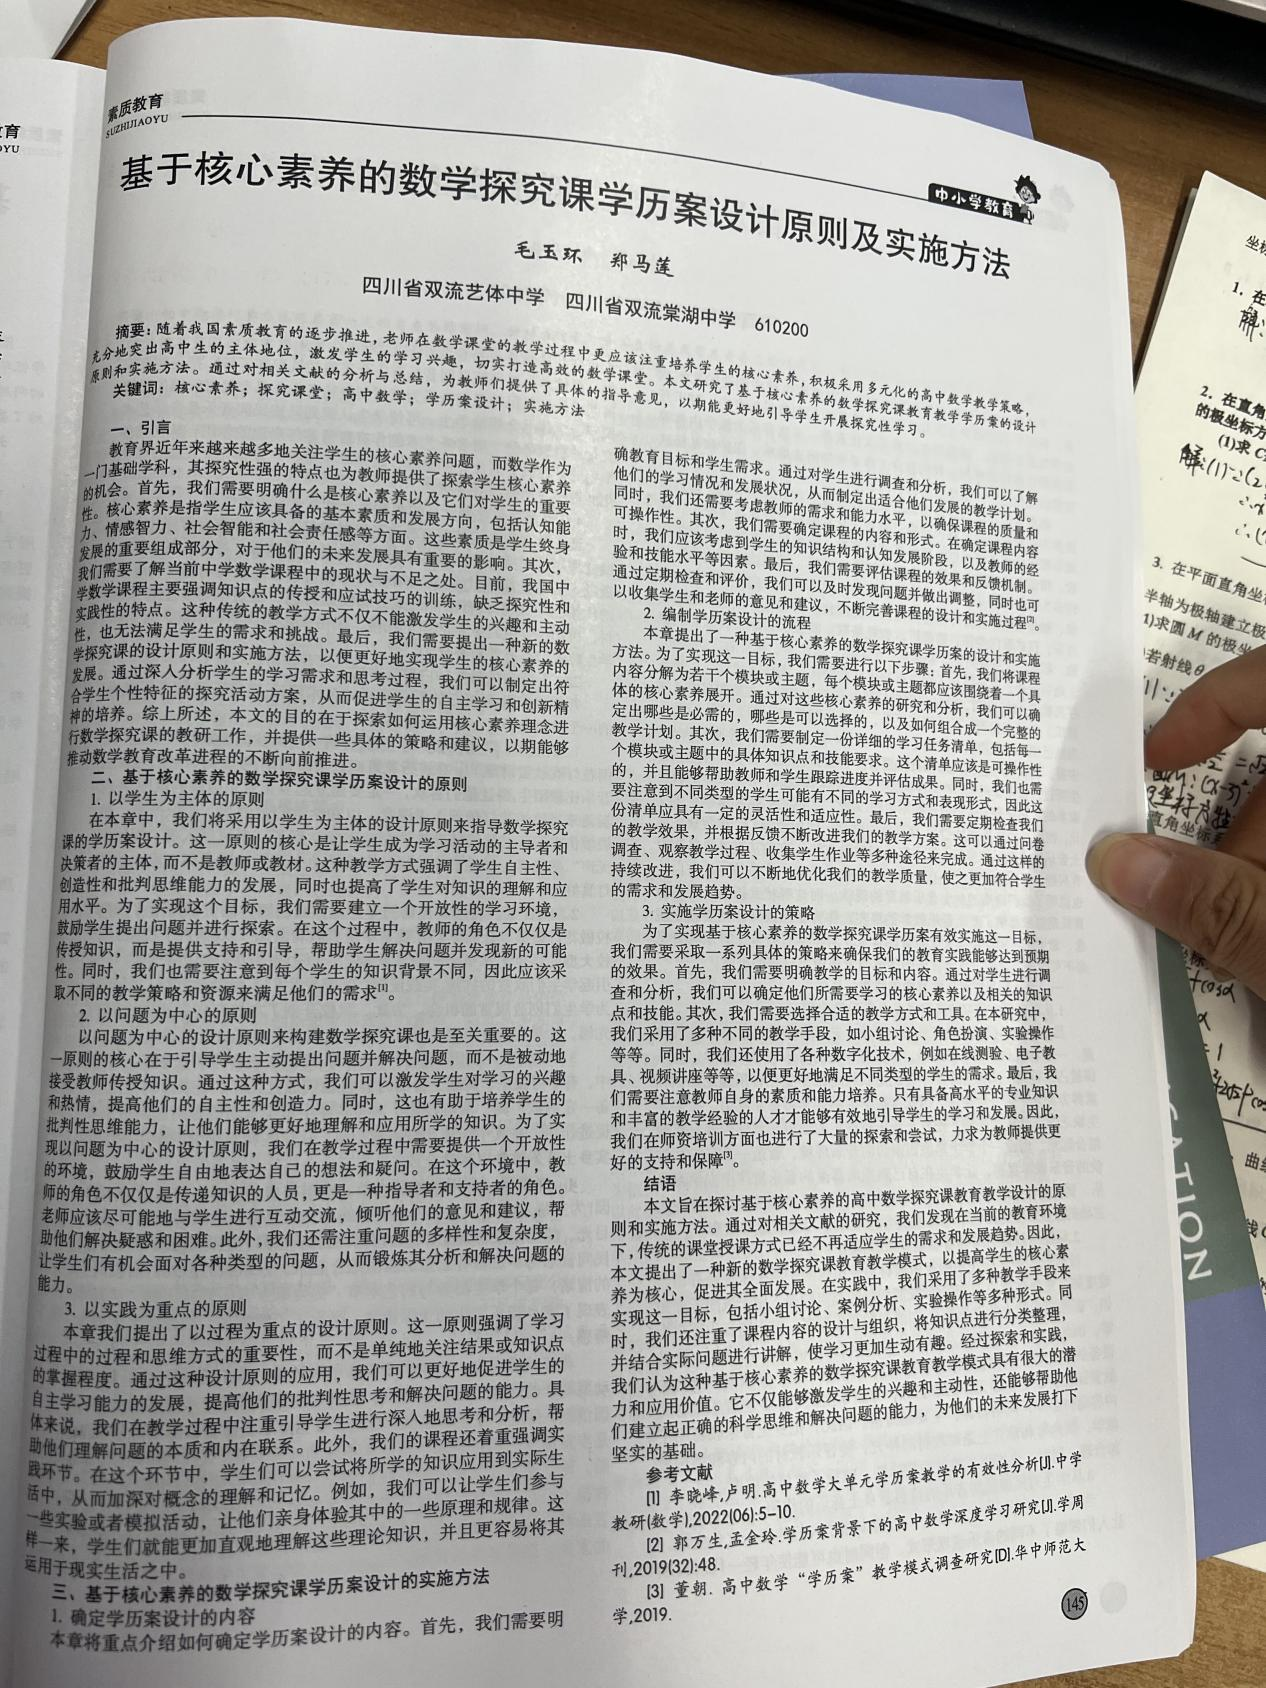 素质教育
SUZHIJIAOYU
中小学教育
基于核心素养的数学探究课学历案设计原则及实施方法
毛玉环 郑马莲
四川省双流艺体中学 四川省双流棠湖中学 610200
摘要：随着我国素质教育的逐步推进，老师在数学课堂的教学过程中更应该注重培养学生的核心素养，积极采用多元化的高中数学教学策略，
充分地突出高中生的主体地位，激发学生的学习兴趣，切实打造高效的数学课堂。本文研究了基于核心素养的数学探究课教育教学学历案的设计
原则和实施方法。通过对相关文献的分析与总结，为教师们提供了具体的指导意见，以期能更好地引导学生开展探究性学习。
关键词：核心素养；探究课堂；高中数学；学历案设计；实施方法
一、引言
教育界近年来越来越多地关注学生的核心素养问题，而数学作为
一门基础学科，其探究性强的特点也为教师提供了探索学生核心素养
的机会。首先，我们需要明确什么是核心素养以及它们对学生的重要
性。核心素养是指学生应该具备的基本素质和发展方向，包括认知能
力、情感智力、社会智能和社会责任感等方面。这些素质是学生终身
发展的重要组成部分，对于他们的未来发展具有重要的影响。其次，
我们需要了解当前中学数学课程中的现状与不足之处。目前，我国中
学数学课程主要强调知识点的传授和应试技巧的训练，缺乏探究性和
实践性的特点。这种传统的教学方式不仅不能激发学生的兴趣和主动
性，也无法满足学生的需求和挑战。最后，我们需要提出一种新的数
学探究课的设计原则和实施方法，以便更好地实现学生的核心素养的
发展。通过深人分析学生的学习需求和思考过程，我们可以制定出符
合学生个性特征的探究活动方案，从而促进学生的自主学习和创新精
神的培养。综上所述，本文的目的在于探索如何运用核心素养理念进
行数学探究课的教研工作，并提供一些具体的策略和建议，以期能够
推动数学教育改革进程的不断向前推进。
二、基于核心素养的数学探究课学历案设计的原则
1. 以学生为主体的原则
在本章中，我们将采用以学生为主体的设计原则来指导数学探究
课的学历案设计。这一原则的核心是让学生成为学习活动的主导者和
决策者的主体，而不是教师或教材。这种教学方式强调了学生自主性、
创造性和批判思维能力的发展，同时也提高了学生对知识的理解和应
用水平。为了实现这个目标，我们需要建立一个开放性的学习环境，
鼓励学生提出问题并进行探索。在这个过程中，教师的角色不仅仅是
传授知识，而是提供支持和引导，帮助学生解决问题并发现新的可能
性。同时，我们也需要注意到每个学生的知识背景不同，因此应该采
取不同的教学策略和资源来满足他们的需求[1]。
2. 以问题为中心的原则
以问题为中心的设计原则来构建数学探究课也是至关重要的。这
一原则的核心在于引导学生主动提出问题并解决问题，而不是被动地
接受教师传授知识。通过这种方式，我们可以激发学生对学习的兴趣
和热情，提高他们的自主性和创造力。同时，这也有助于培养学生的
批判性思维能力，让他们能够更好地理解和应用所学的知识。为了实
现以问题为中心的设计原则，我们在教学过程中需要提供一个开放性
的环境，鼓励学生自由地表达自己的想法和疑问。在这个环境中，教
师的角色不仅仅是传递知识的人员，更是一种指导者和支持者的角色。
老师应该尽可能地与学生进行互动交流，倾听他们的意见和建议，帮
助他们解决疑惑和困难。此外，我们还需注重问题的多样性和复杂度，
让学生们有机会面对各种类型的问题，从而锻炼其分析和解决问题的
能力。
3. 以实践为重点的原则
本章我们提出了以过程为重点的设计原则。这一原则强调了学习
过程中的过程和思维方式的重要性，而不是单纯地关注结果或知识点
的掌握程度。通过这种设计原则的应用，我们可以更好地促进学生的
自主学习能力的发展，提高他们的批判性思考和解决问题的能力。具
体来说，我们在教学过程中注重引导学生进行深人地思考和分析，帮
助他们理解问题的本质和内在联系。此外，我们的课程还着重强调实
践环节。在这个环节中，学生们可以尝试将所学的知识应用到实际生
活中，从而加深对概念的理解和记忆。例如，我们可以让学生们参与
一些实验或者模拟活动，让他们亲身体验其中的一些原理和规律。这
样一来，学生们就能更加直观地理解这些理论知识，并且更容易将其
运用于现实生活之中。
三、基于核心素养的数学探究课学历案设计的实施方法
1. 确定学历案设计的内容
本章将重点介绍如何确定学历案设计的内容。首先，我们需要明
确教育目标和学生需求。通过对学生进行调查和分析，我们可以了解
他们的学习情况和发展状况，从而制定出适合他们发展的教学计划。
同时，我们还需要考虑教师的需求和能力水平，以确保课程的质量和
可操作性。其次，我们需要确定课程的内容和形式。在确定课程内容
时，我们应该考虑到学生的知识结构和认知发展阶段，以及教师的经
验和技能水平等因素。最后，我们需要评估课程的效果和反馈机制。
通过定期检查和评价，我们可以及时发现问题并做出调整，同时也可
以收集学生和老师的意见和建议，不断完善课程的设计和实施过程[2]。
2. 编制学历案设计的流程
本章提出了一种基于核心素养的数学探究课学历案的设计和实施
方法。为了实现这一目标，我们需要进行以下步骤：首先，我们将课程
内容分解为若干个模块或主题，每个模块或主题都应该围绕着一个具
体的核心素养展开。通过对这些核心素养的研究和分析，我们可以确
定出哪些是必需的，哪些是可以选择的，以及如何组合成一个完整的
教学计划。其次，我们需要制定一份详细的学习任务清单，包括每一
个模块或主题中的具体知识点和技能要求。这个清单应该是可操作性
的，并且能够帮助教师和学生跟踪进度并评估成果。同时，我们也需
要注意到不同类型的学生可能有不同的学习方式和表现形式，因此这
份清单应具有一定的灵活性和适应性。最后，我们需要定期检查我们
的教学效果，并根据反馈不断改进我们的教学方案。这可以通过问卷
调查、观察教学过程、收集学生作业等多种途径来完成。通过这样的
持续改进，我们可以不断地优化我们的教学质量，使之更加符合学生
的需求和发展趋势。
3. 实施学历案设计的策略
为了实现基于核心素养的数学探究课学历案有效实施这一目标，
我们需要采取一系列具体的策略来确保我们的教育实践能够达到预期
的效果。首先，我们需要明确教学的目标和内容。通过对学生进行调
查和分析，我们可以确定他们所需要学习的核心素养以及相关的知识
点和技能。其次，我们需要选择合适的教学方式和工具。在本研究中，
我们采用了多种不同的教学手段，如小组讨论、角色扮演、实验操作
等等。同时，我们还使用了各种数字化技术，例如在线测验、电子教
具、视频讲座等等，以便更好地满足不同类型的学生的需求。最后，我
们需要注意教师自身的素质和能力培养。只有具备高水平的专业知识
和丰富的教学经验的人才才能够有效地引导学生的学习和发展。因此，
我们在师资培训方面也进行了大量的探索和尝试，力求为教师提供更
好的支持和保障[3]。
结语
本文旨在探讨基于核心素养的高中数学探究课教育教学设计的原
则和实施方法。通过对相关文献的研究，我们发现在当前的教育环境
下，传统的课堂授课方式已经不再适应学生的需求和发展趋势。因此，
本文提出了一种新的数学探究课教育教学模式，以提高学生的核心素
养为核心，促进其全面发展。在实践中，我们采用了多种教学手段来
实现这一目标，包括小组讨论、案例分析、实验操作等多种形式。同
时，我们还注重了课程内容的设计与组织，将知识点进行分类整理，
并结合实际问题进行讲解，使学习更加生动有趣。经过探索和实践，
我们认为这种基于核心素养的数学探究课教育教学模式具有很大的潜
力和应用价值。它不仅能够激发学生的兴趣和主动性，还能够帮助他
们建立起正确的科学思维和解决问题的能力，为他们的未来发展打下
坚实的基础。
参考文献
[1] 李晓峰,卢明.高中数学大单元学历案教学的有效性分析[J].中学
教研(数学),2022(06):5-10.
[2] 郭万生,孟金玲.学历案背景下的高中数学深度学习研究[J].学周
刊,2019(32):48.
[3] 董朝. 高中数学“学历案”教学模式调查研究[D].华中师范大
学,2019.
145